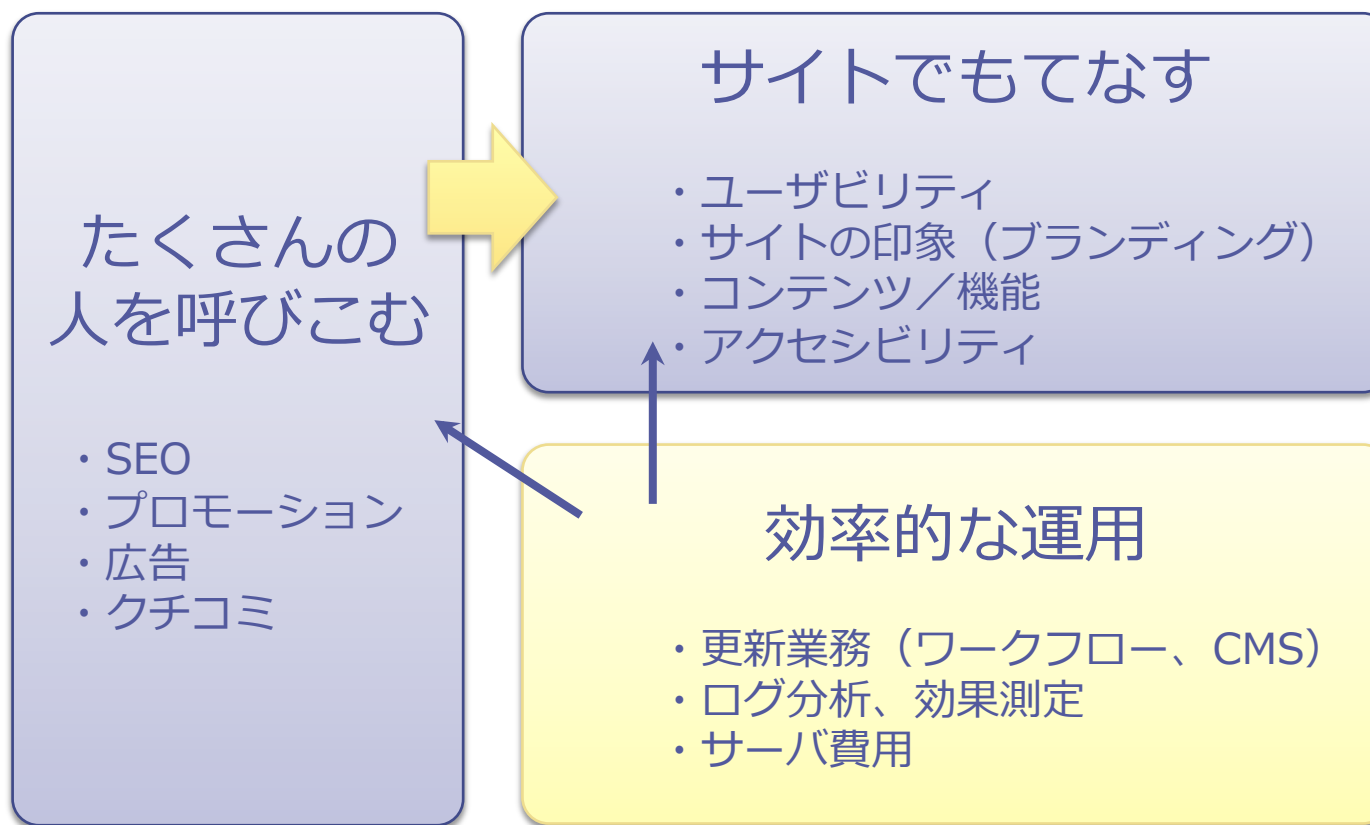 たくさんの
人を呼びこむ
・SEO
・プロモーション
・広告
・クチコミ
サイトでもてなす
・ユーザビリティ
・サイトの印象（ブランディング）
・コンテンツ／機能
・アクセシビリティ
効率的な運用
・更新業務（ワークフロー、CMS）
・ログ分析、効果測定
・サーバ費用